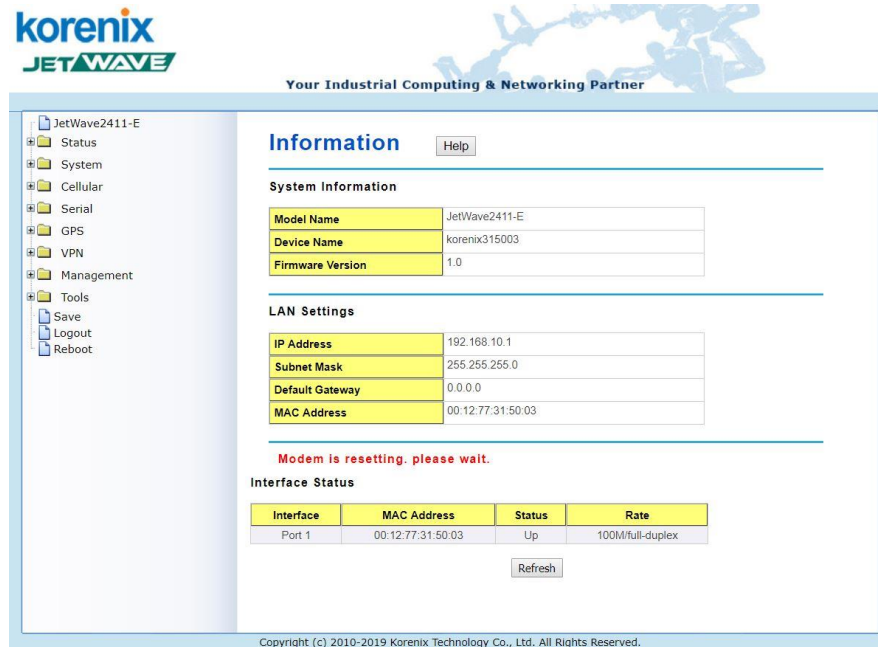 korenix
JETWAVE
Your Industrial Computing & Networking Partner
JetWave2411-E
Status
System
Cellular
Serial
GPS
VPN
Management
Tools
Save
Logout
Reboot
Information Help
System Information
Model Name JetWave2411-E
Device Name korenix315003
Firmware Version 1.0
LAN Settings
IP Address 192.168.10.1
Subnet Mask 255.255.255.0
Default Gateway 0.0.0.0
MAC Address 00:12:77:31:50:03
Modem is resetting. please wait.
Interface Status
Interface MAC Address Status Rate
Port 1 00:12:77:31:50:03 Up 100M/full-duplex
Refresh
Copyright (c) 2010-2019 Korenix Technology Co., Ltd. All Rights Reserved.